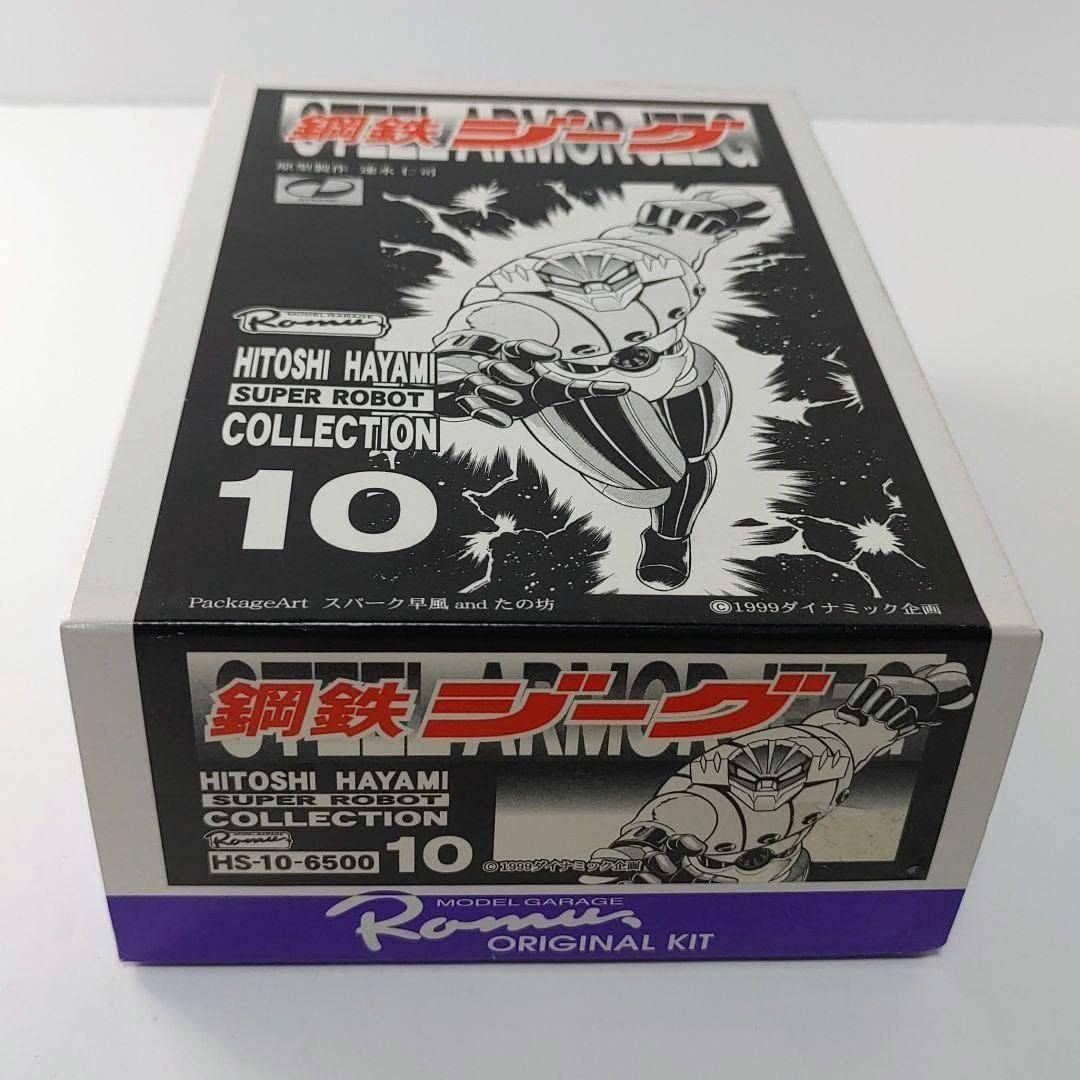 STEEL ARMOR JEEG
鋼鉄ジーグ
原型製作 速水仁司
MODEL GARAGE
Romu,
HITOSHI HAYAMI
SUPER ROBOT
COLLECTION
10
PackageArt スパーク早風 and たの坊
©1999ダイナミック企画
STEEL ARMOR JEEG
鋼鉄ジーグ
HITOSHI HAYAMI
SUPER ROBOT
COLLECTION
MODEL GARAGE
Romu,
HS-10-6500
10
©1999ダイナミック企画
MODEL GARAGE
Romu,
ORIGINAL KIT